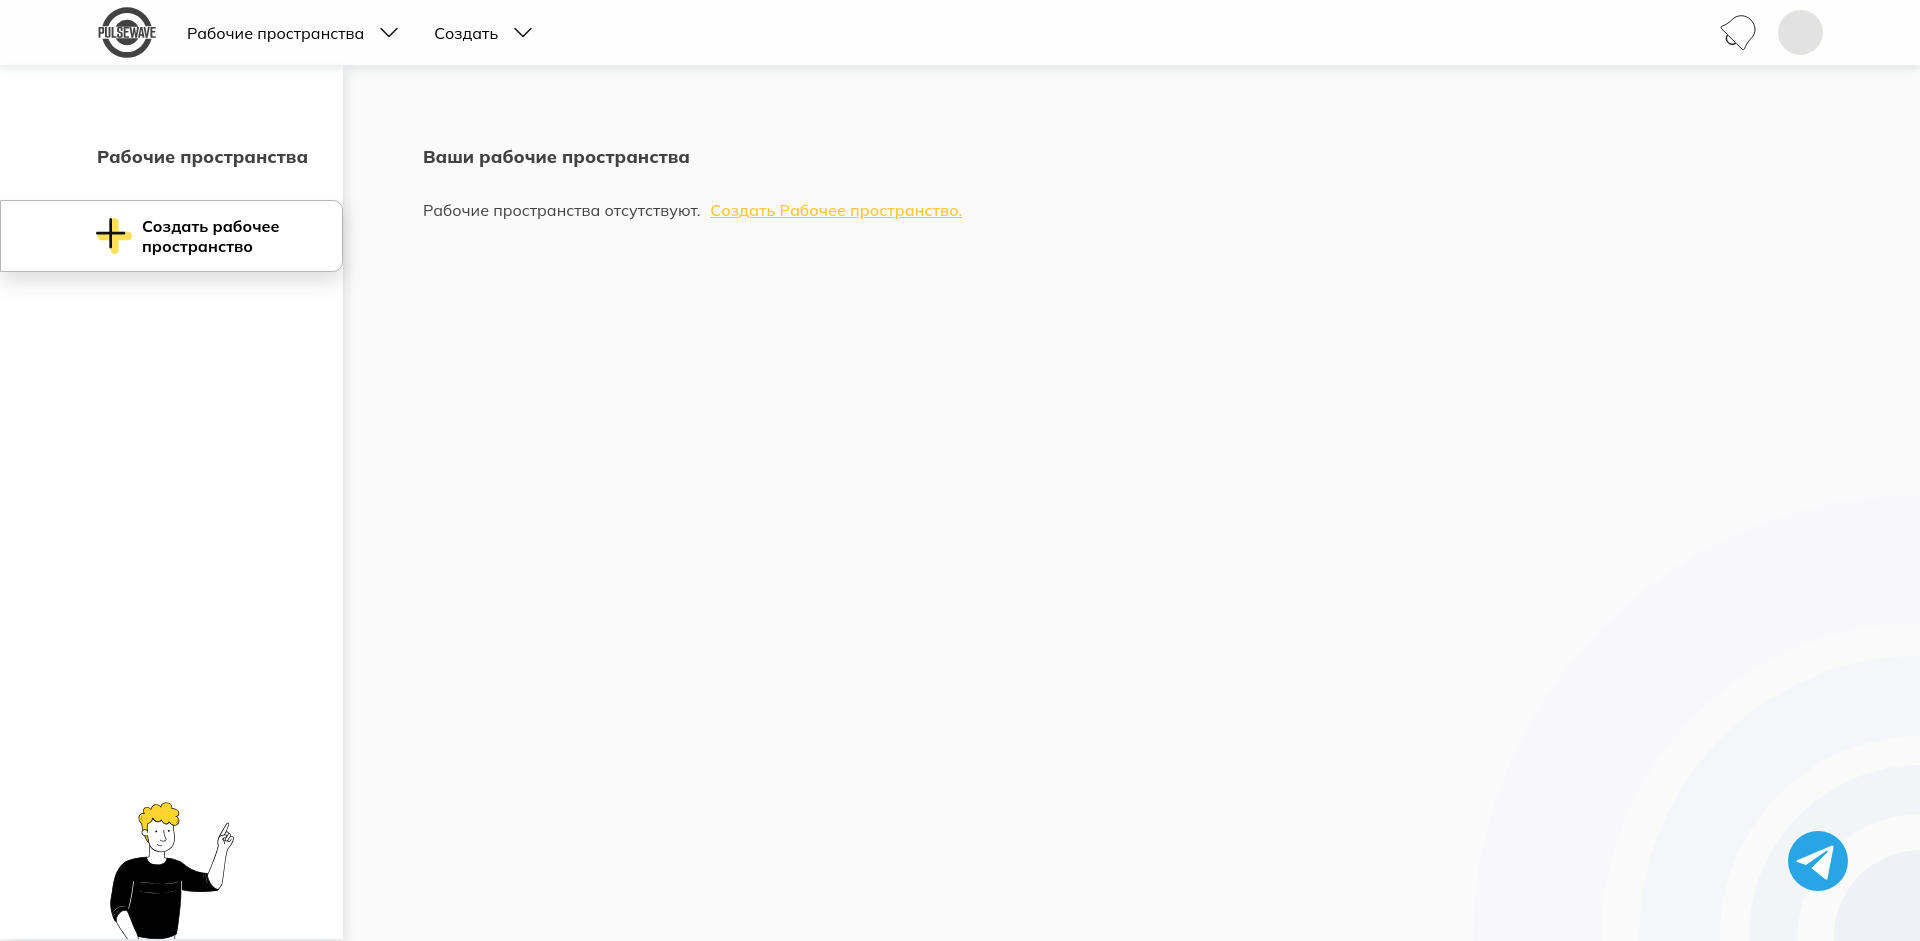 PULSEWAVE
Рабочие пространства
Создать
Рабочие пространства
Создать рабочее
пространство
Ваши рабочие пространства
Рабочие пространства отсутствуют. Создать Рабочее пространство.